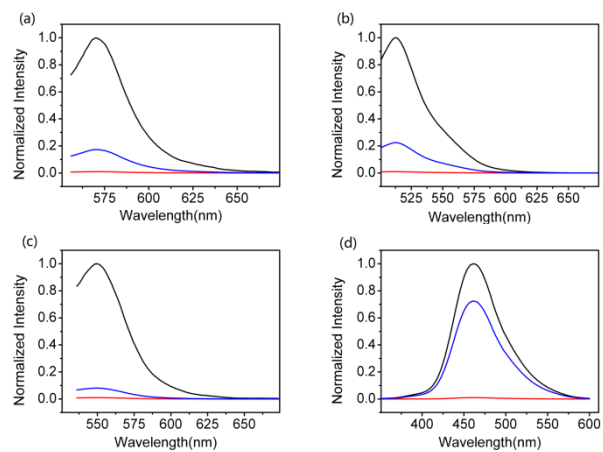 (a)
Normalized Intensity
1.0
0.8
0.6
0.4
0.2
0.0
575 600 625 650
Wavelength(nm)
(b)
Normalized Intensity
1.0
0.8
0.6
0.4
0.2
0.0
525 550 575 600 625 650
Wavelength(nm)
(c)
Normalized Intensity
1.0
0.8
0.6
0.4
0.2
0.0
550 575 600 625 650
Wavelength(nm)
(d)
Normalized Intensity
1.0
0.8
0.6
0.4
0.2
0.0
400 450 500 550 600
Wavelength(nm)